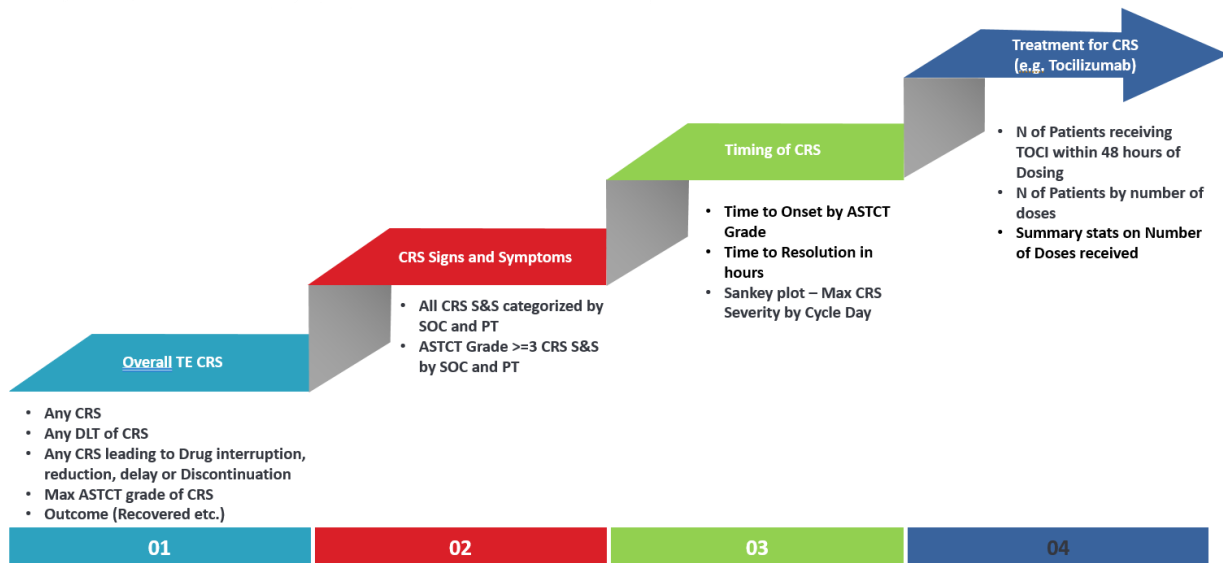 Overall TE CRS
• Any CRS
• Any DLT of CRS
• Any CRS leading to Drug interruption,
reduction, delay or Discontinuation
• Max ASTCT grade of CRS
• Outcome (Recovered etc.)
01
CRS Signs and Symptoms
• All CRS S&S categorized by
SOC and PT
• ASTCT Grade >=3 CRS S&S
by SOC and PT
02
Timing of CRS
• Time to Onset by ASTCT
Grade
• Time to Resolution in
hours
• Sankey plot – Max CRS
Severity by Cycle Day
03
Treatment for CRS
(e.g. Tocilizumab)
• N of Patients receiving
TOCI within 48 hours of
Dosing
• N of Patients by number of
doses
• Summary stats on Number
of Doses received
04